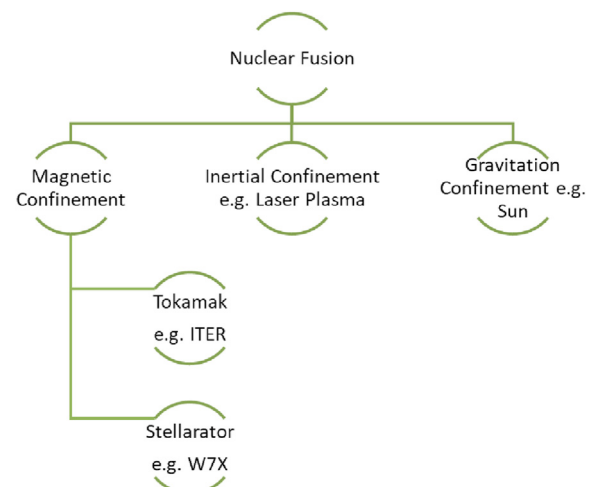 Nuclear Fusion
Magnetic
Confinement
Inertial Confinement
e.g. Laser Plasma
Gravitation
Confinement e.g.
Sun
Tokamak
e.g. ITER
Stellarator
e.g. W7X